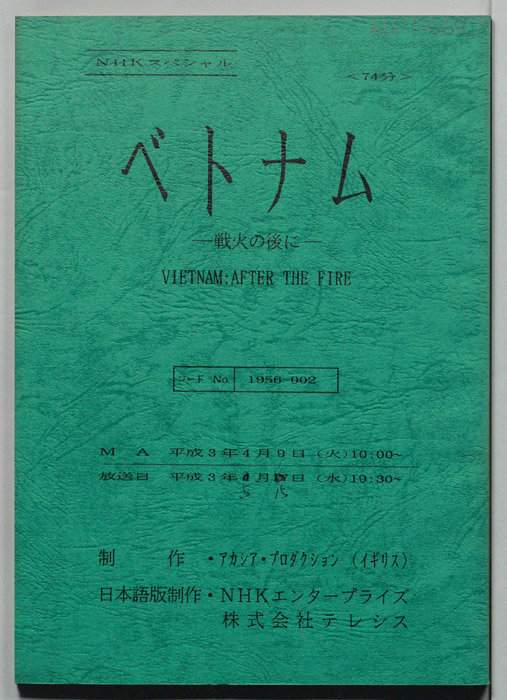 NHKスペシャル
<74分>
ベトナム
―戦火の後に―
VIETNAM:AFTER THE FIRE
コード No. 1956-002
MA 平成3年4月9日(火)10:00~
放送日 平成3年 月 日(水)19:30~
5 15
制作・アカシア・プロダクション(イギリス)
日本語版制作・NHKエンタープライズ
株式会社テレシス